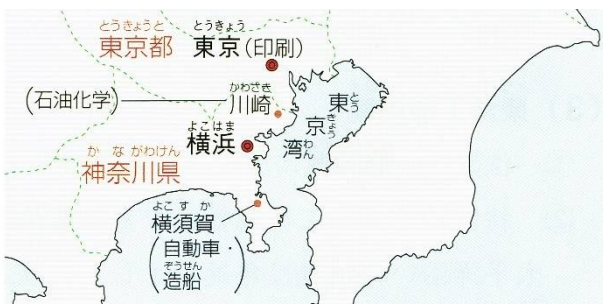 とうきょうと
東京都
とうきょう
東京(印刷)
(石油化学)
かわさき
川崎
東とう
京きょう
湾わん
よこはま
横浜
かながわけん
神奈川県
よこすか
横須賀
(自動車・
ぞうせん
造船)